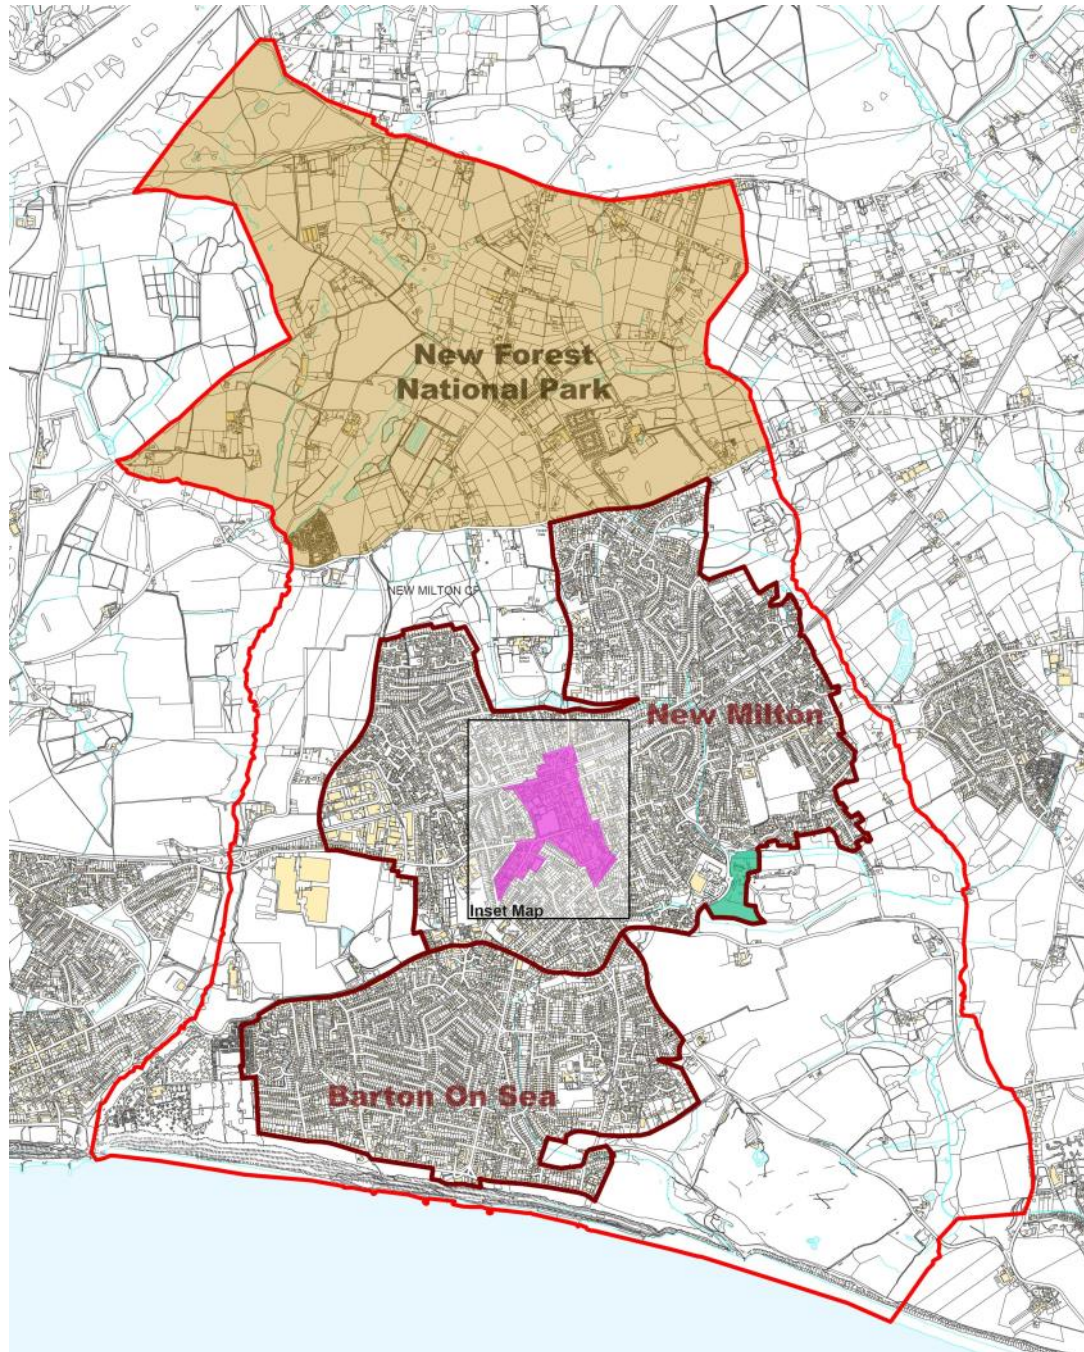 New Forest
National Park
NEW MILTON CP
New Milton
Inset Map
Barton On Sea